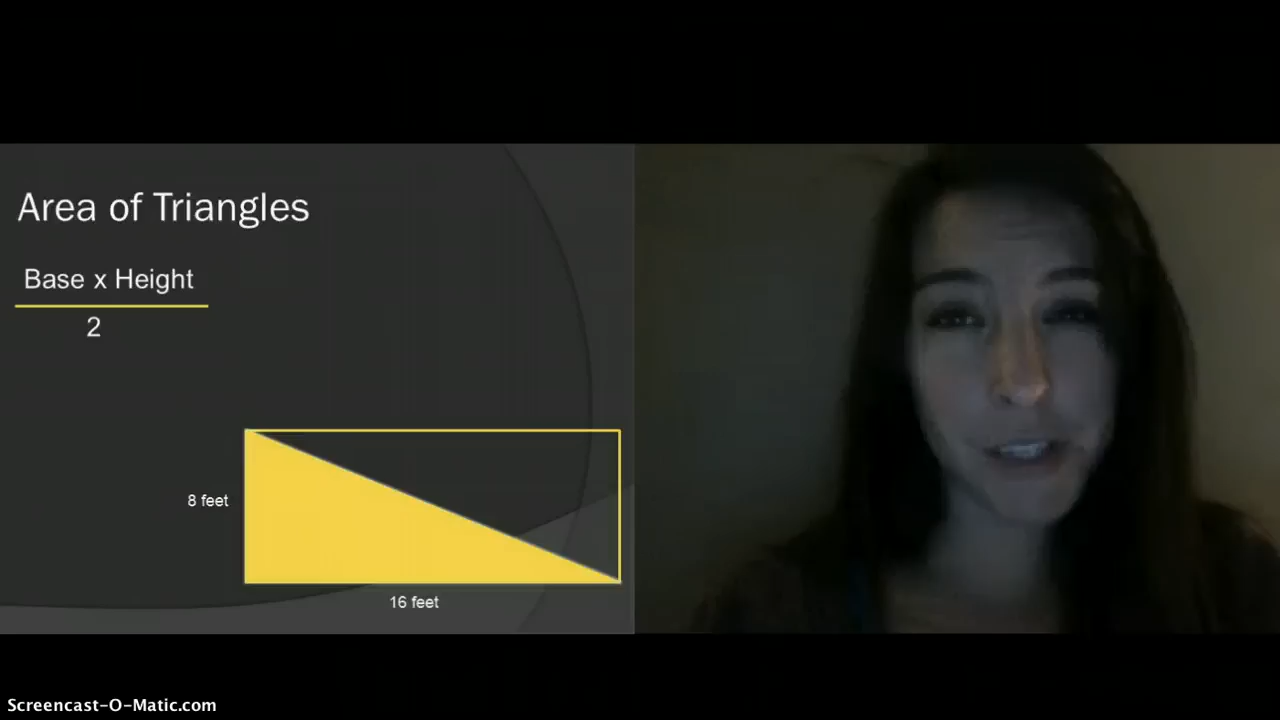 Area of Triangles
Base x Height
2
8 feet
16 feet
Screencast-O-Matic.com